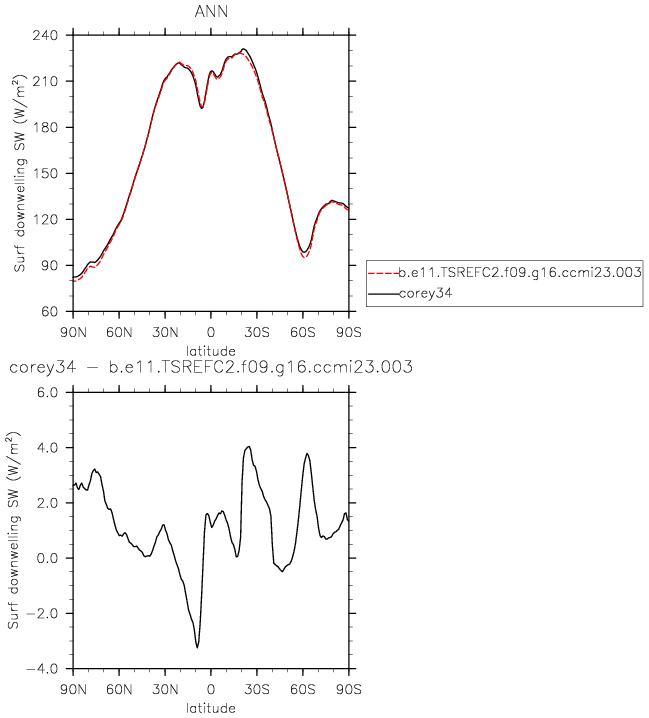 ANN
Surf downwelling SW (W/m²)
240
210
180
150
120
90
60
90N 60N 30N 0 30S 60S 90S
latitude
b.e11.TSREFC2.f09.g16.ccmi23.003
corey34
corey34 − b.e11.TSREFC2.f09.g16.ccmi23.003
Surf downwelling SW (W/m²)
6.0
4.0
2.0
0.0
−2.0
−4.0
90N 60N 30N 0 30S 60S 90S
latitude